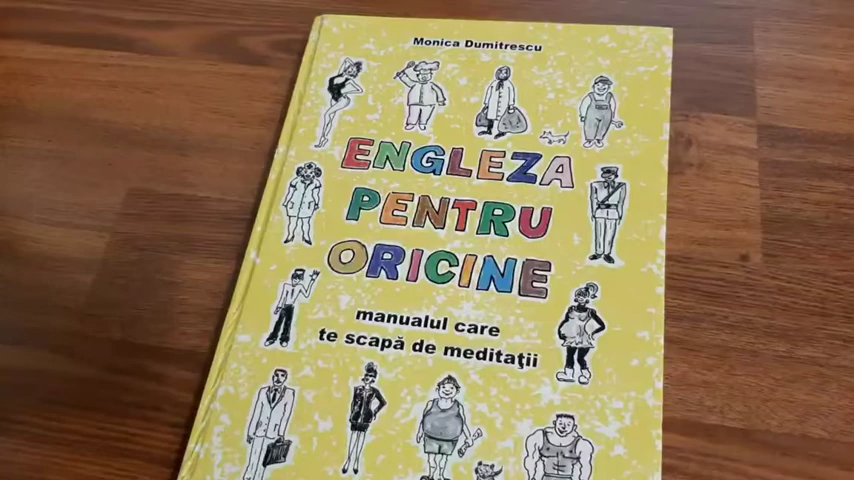 Monica Dumitrescu
ENGLEZA
PENTRU
ORICINE
manualul care
te scapă de meditaţii